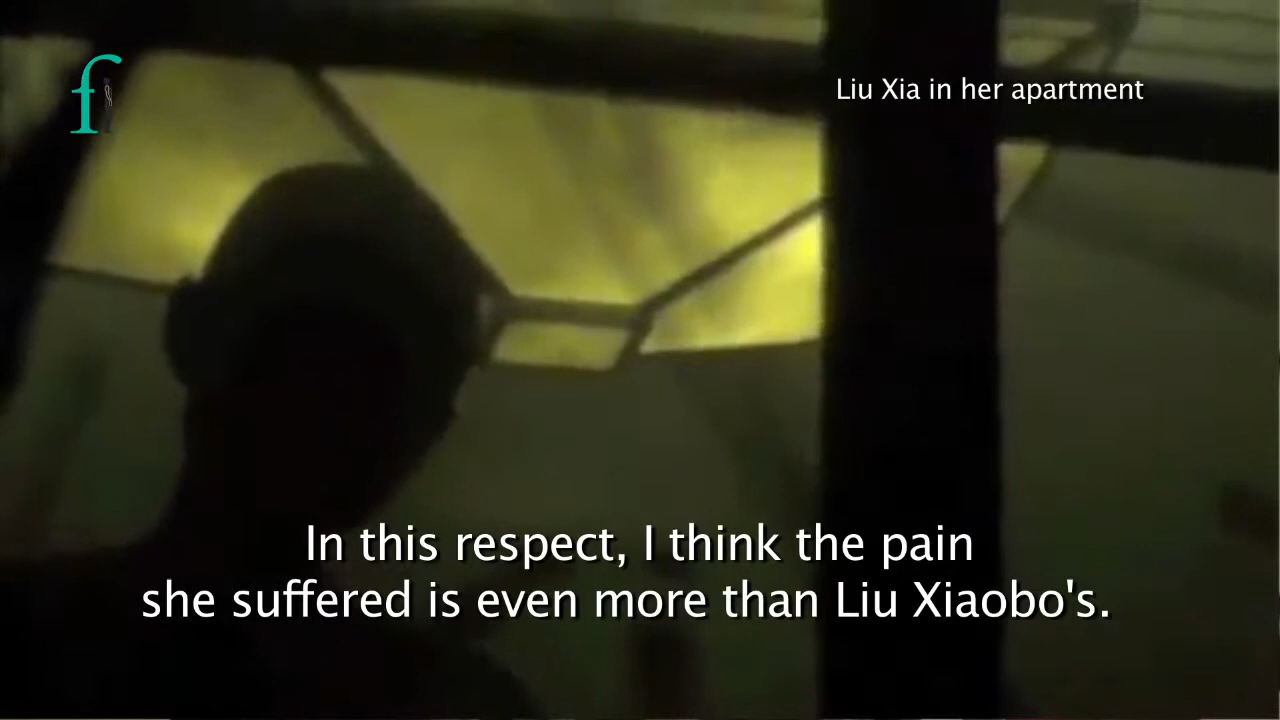 f
Liu Xia in her apartment
In this respect, I think the pain
she suffered is even more than Liu Xiaobo's.